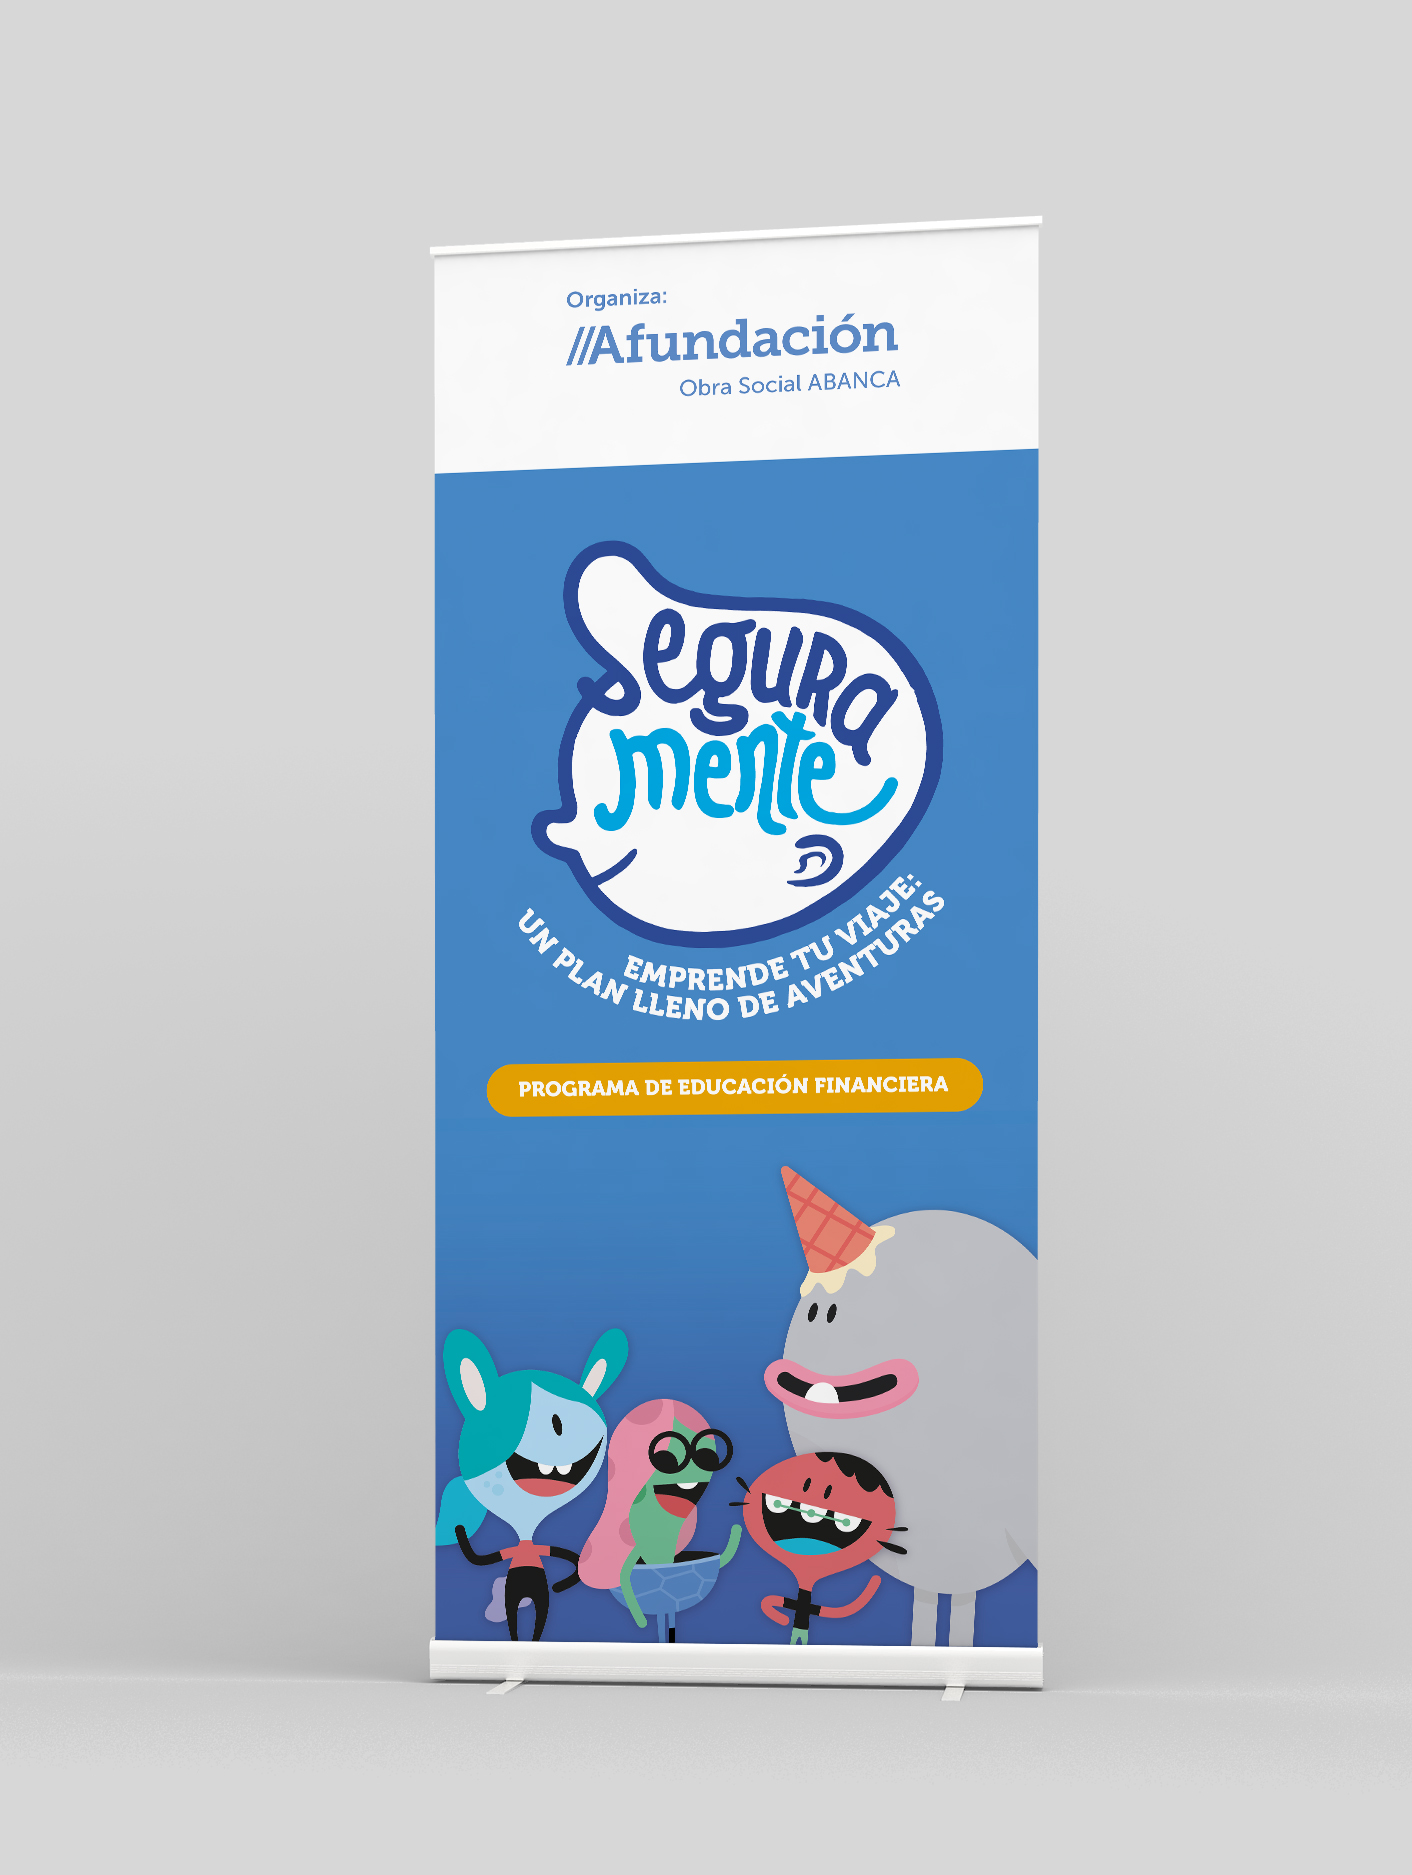 Organiza:
///Afundación
Obra Social ABANCA
Segura
mente
EMPRENDE TU VIAJE:
UN PLAN LLENO DE AVENTURAS
PROGRAMA DE EDUCACIÓN FINANCIERA